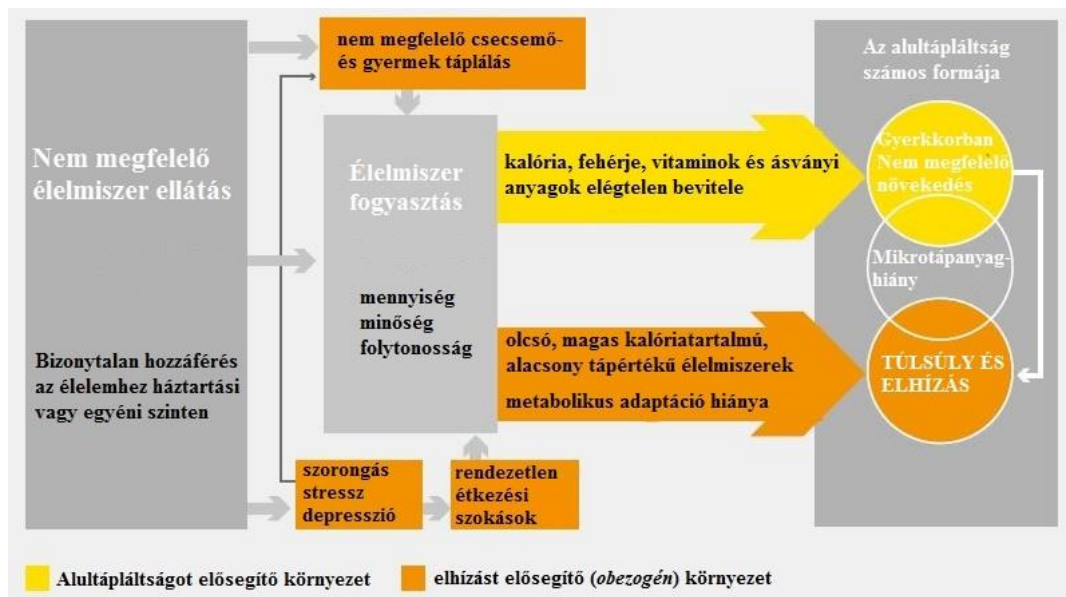 nem megfelelő csecsemő-
és gyermek táplálás
Az alultápláltság
számos formája
Nem megfelelő
élelmiszer ellátás
Élelmiszer
fogyasztás
kalória, fehérje, vitaminok és ásványi
anyagok elégtelen bevitele
Gyerkkorban
Nem megfelelő
növekedés
Mikrotápanyag-
hiány
mennyiség
minőség
folytonosság
Bizonytalan hozzáférés
az élelemhez háztartási
vagy egyéni szinten
olcsó, magas kalóriatartalmú,
alacsony tápértékű élelmiszerek
metabolikus adaptáció hiánya
TÚLSÚLY ÉS
ELHÍZÁS
szorongás
stressz
depresszió
rendezetlen
étkezési
szokások
Alultápláltságot elősegítő környezet
elhízást elősegítő (obezogén) környezet